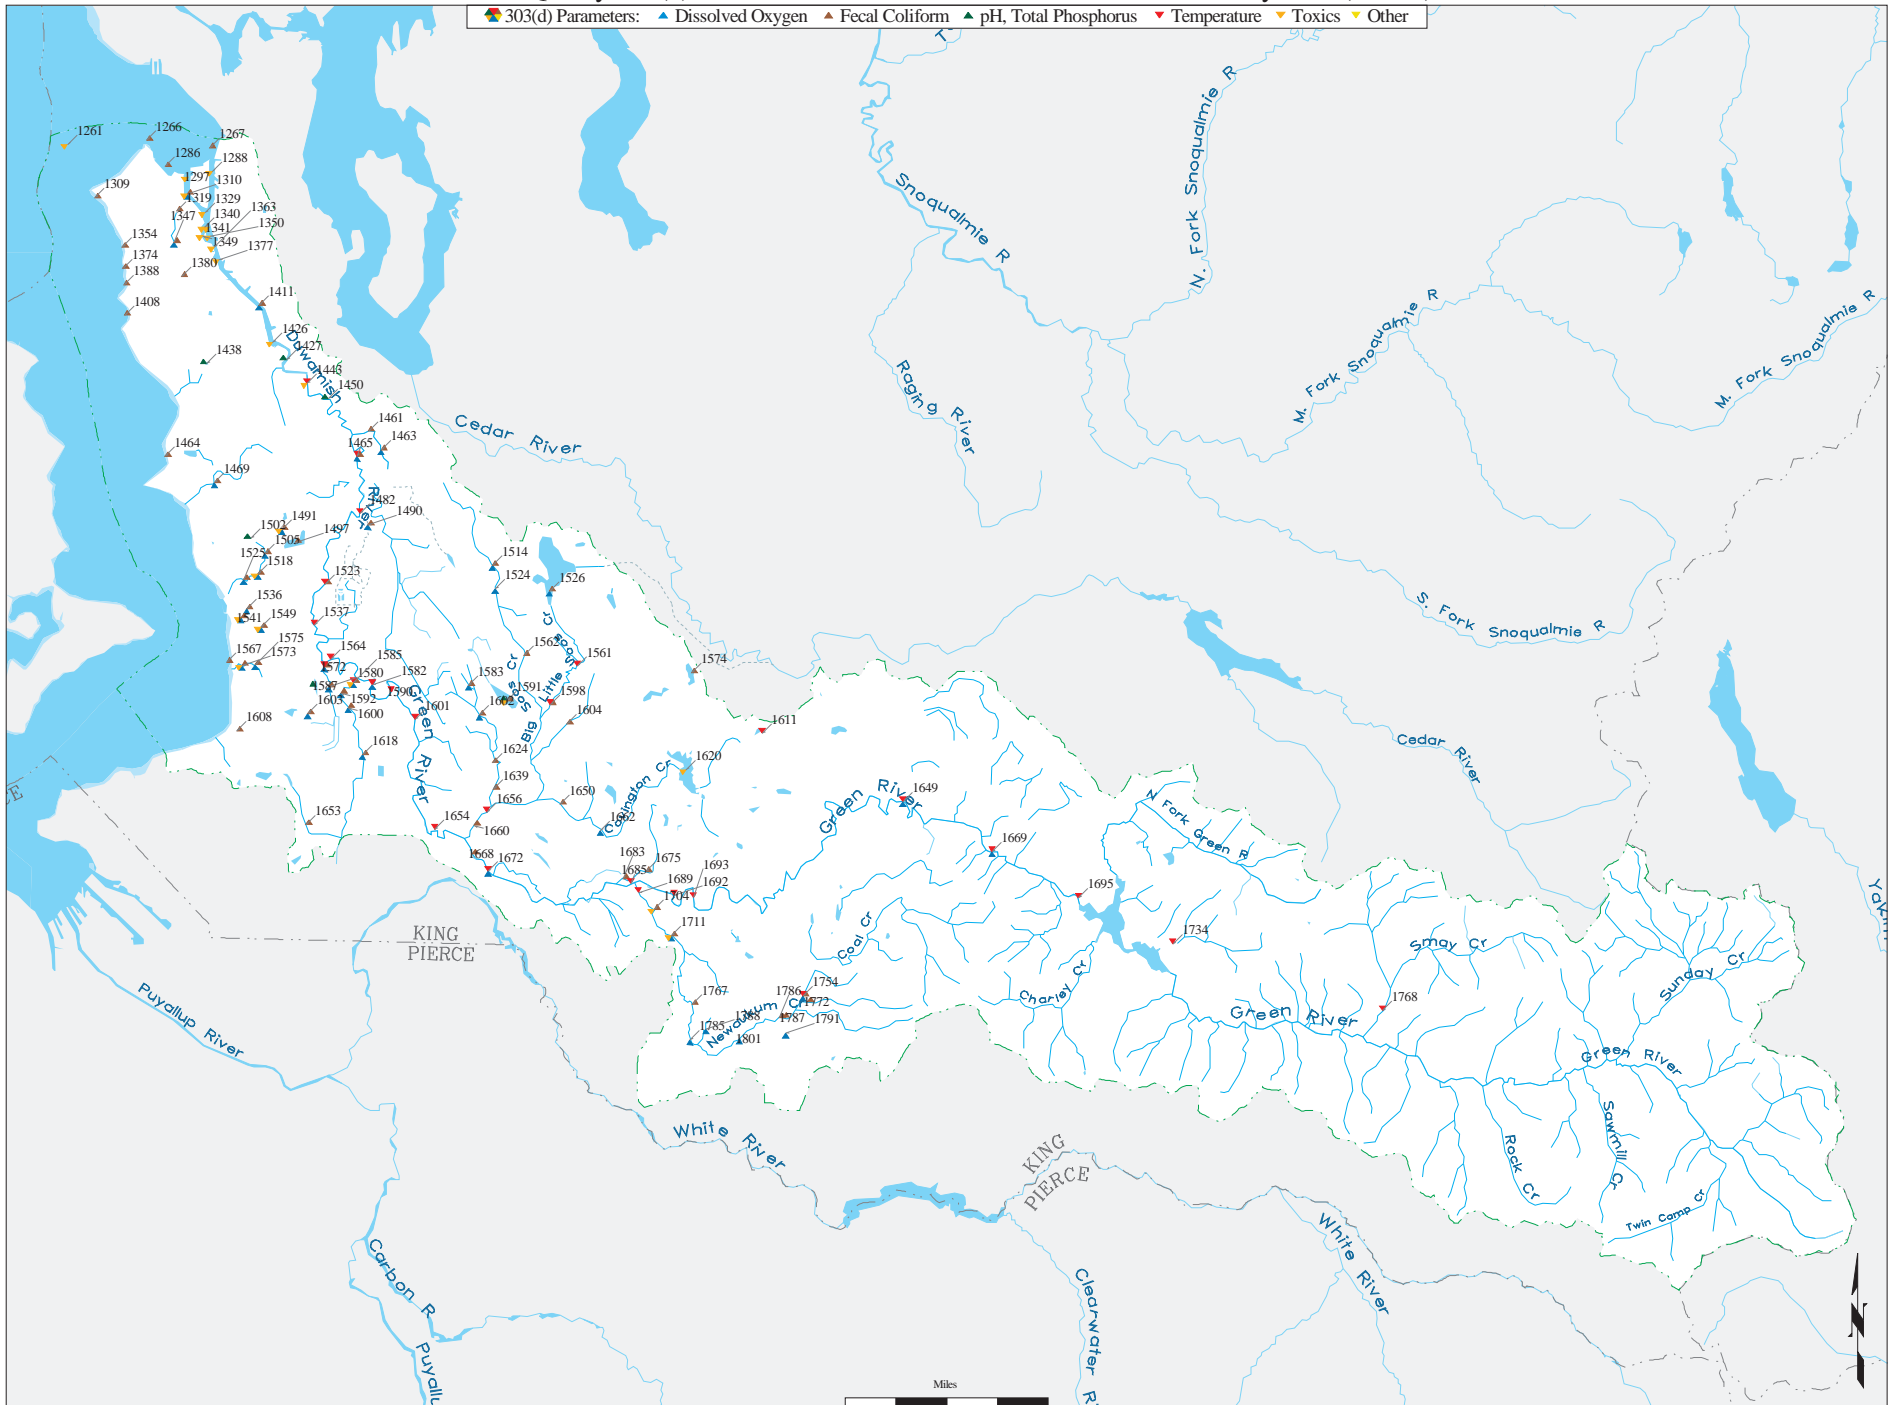 303(d) Parameters: Dissolved Oxygen Fecal Coliform pH, Total Phosphorus Temperature Toxics Other
1261
1266
1267
1286
1288
1297
1310
1309
1319
1329
1363
1347
1340
1350
1341
1354
1349
1377
1374
1380
1388
1408
1411
1426
1427
1438
1443
1450
Duwamish
River
1461
1463
1465
1464
1469
1482
1490
1491
1497
1502
1505
1514
1518
1525
1523
1524
1526
1536
1537
1541
1549
1561
1562
1564
1567
1573
1575
1572
1574
1580
1585
1582
1583
1587
1590
1591
1592
1598
1600
1601
1602
1603
1604
1608
1611
1618
1620
1624
1639
1649
1650
1653
1654
1656
1660
1662
1668
1669
1672
1675
1683
1685
1689
1692
1693
1695
1704
1711
1734
1754
1767
1768
1772
1785
1786
1787
1788
1791
1801
Snoqualmie R
N. Fork Snoqualmie R
M. Fork Snoqualmie R
M. Fork Snoqualmie R
S. Fork Snoqualmie R
Raging River
Cedar River
Cedar River
Big Soos Cr
Little Soos Cr
Green River
Green River
Covington Cr
Green River
N Fork Green R
Coal Cr
Charley Cr
Newaukum Cr
Smay Cr
Sunday Cr
Green River
Green River
Sawmill Cr
Rock Cr
Twin Camp Cr
KING
PIERCE
KING
PIERCE
Puyallup River
White River
White River
Carbon R
Clearwater
N
Miles